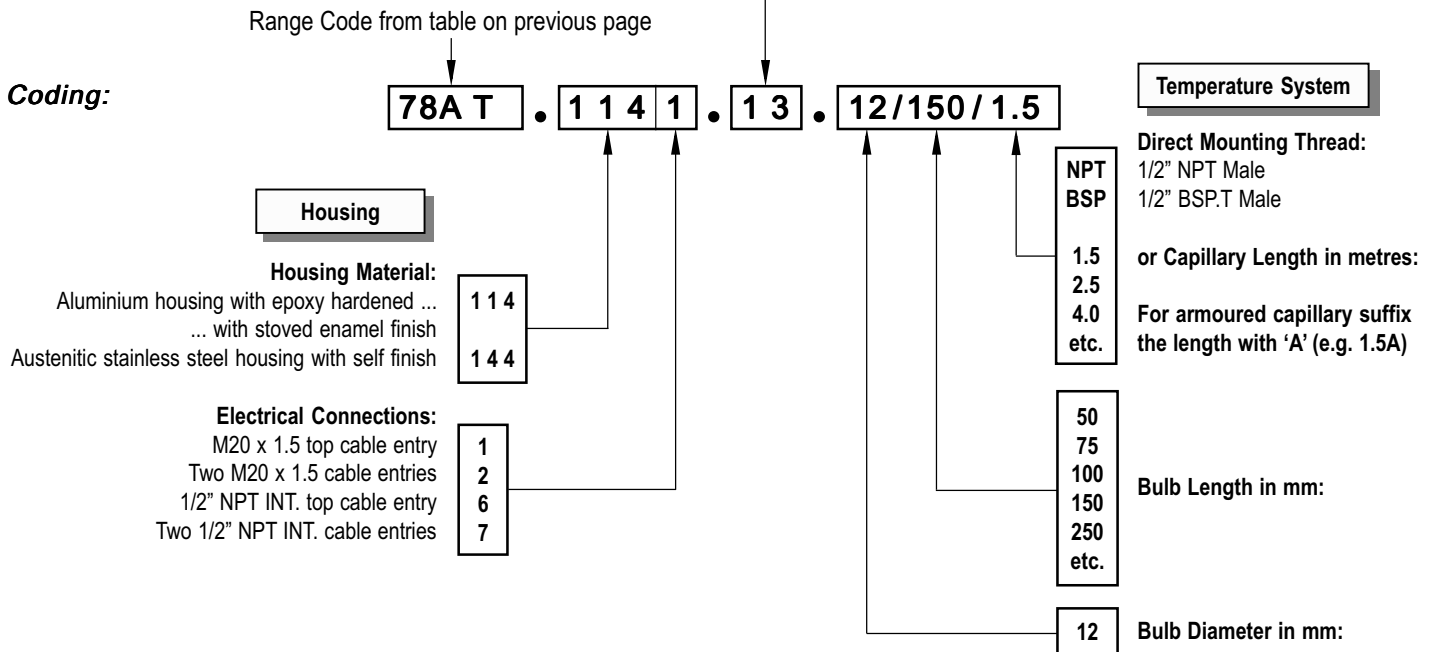 Range Code from table on previous page
Coding:
78A T . 1 1 4 1 . 1 3 . 12/150/1.5
Temperature System
Direct Mounting Thread:
NPT 1/2” NPT Male
BSP 1/2” BSP.T Male
1.5 or Capillary Length in metres:
2.5
4.0 For armoured capillary suffix
etc. the length with ‘A’ (e.g. 1.5A)
Housing
Housing Material:
Aluminium housing with epoxy hardened ... 1 1 4
... with stoved enamel finish
Austenitic stainless steel housing with self finish 1 4 4
Electrical Connections:
M20 x 1.5 top cable entry 1
Two M20 x 1.5 cable entries 2
1/2” NPT INT. top cable entry 6
Two 1/2” NPT INT. cable entries 7
50
75
100
150 Bulb Length in mm:
250
etc.
12 Bulb Diameter in mm: